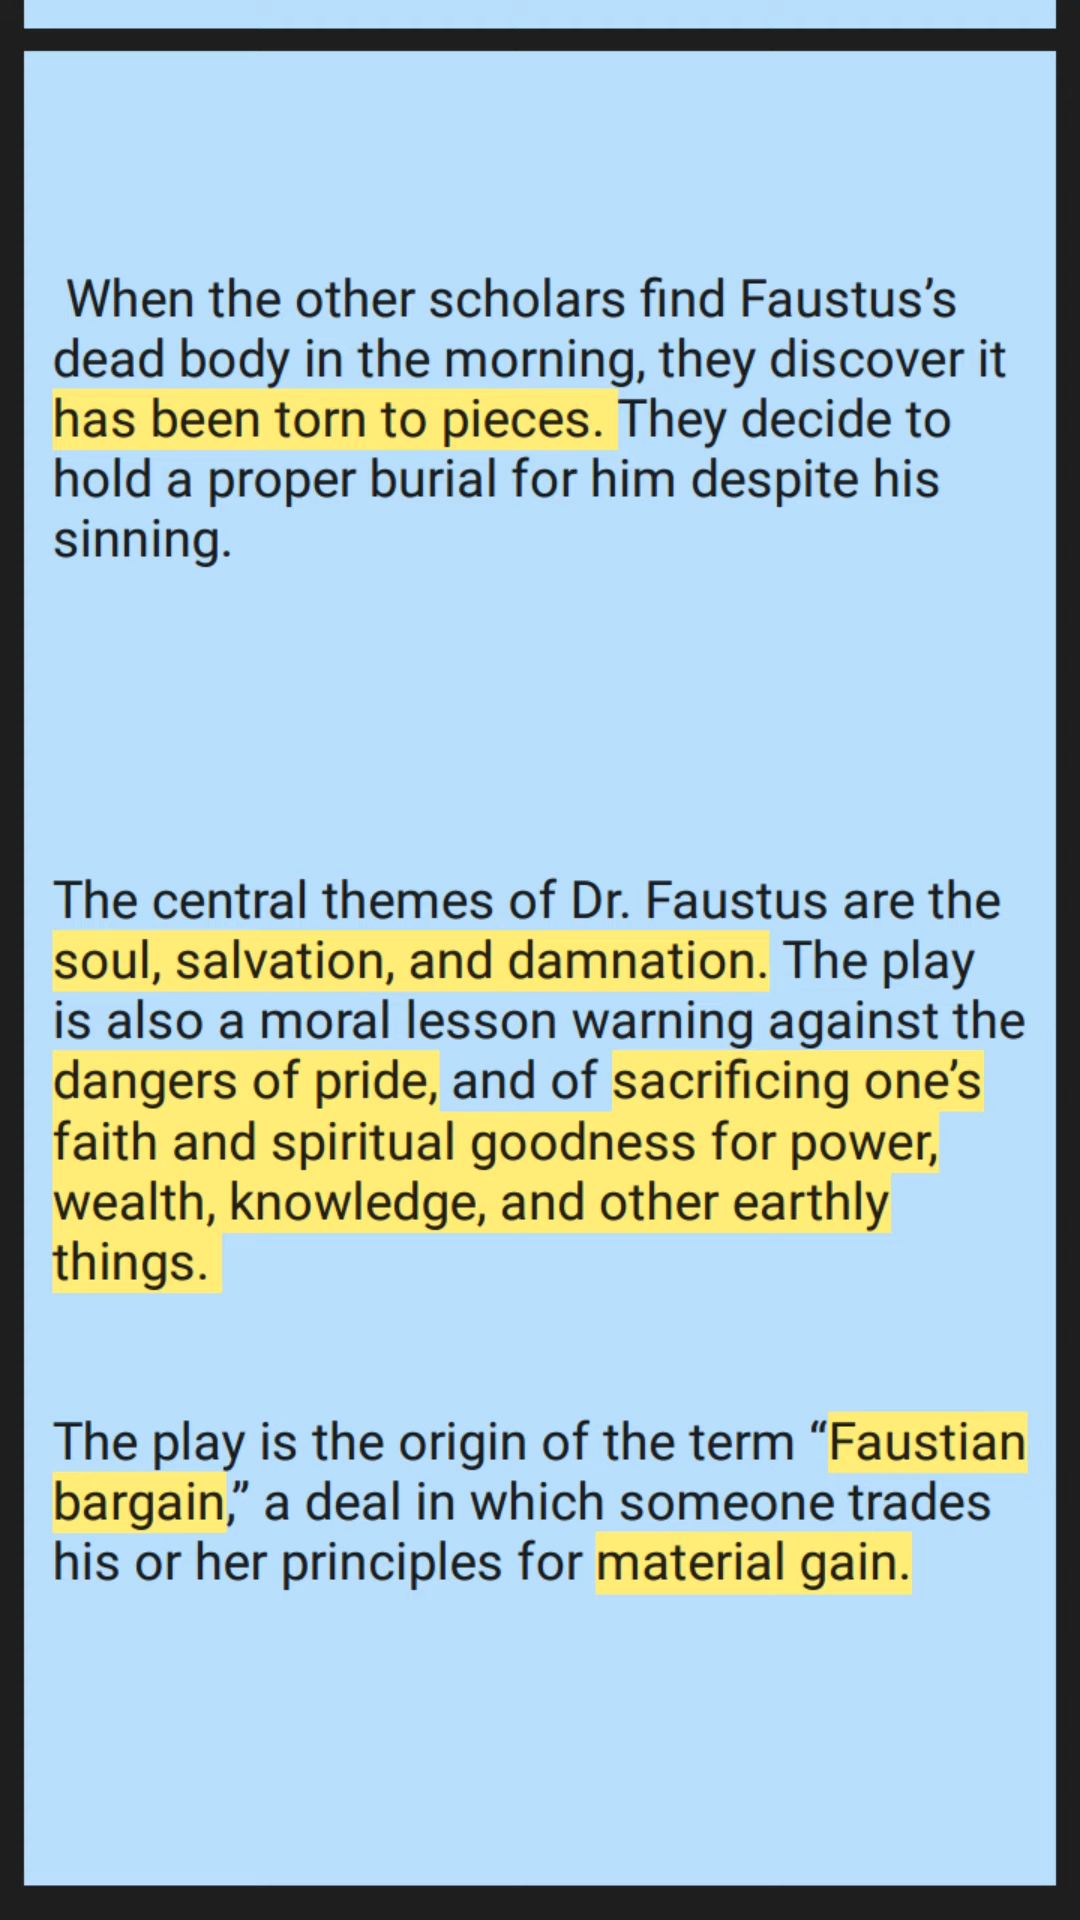 When the other scholars find Faustus’s
dead body in the morning, they discover it
has been torn to pieces. They decide to
hold a proper burial for him despite his
sinning.
The central themes of Dr. Faustus are the
soul, salvation, and damnation. The play
is also a moral lesson warning against the
dangers of pride, and of sacrificing one’s
faith and spiritual goodness for power,
wealth, knowledge, and other earthly
things.
The play is the origin of the term “Faustian
bargain,” a deal in which someone trades
his or her principles for material gain.